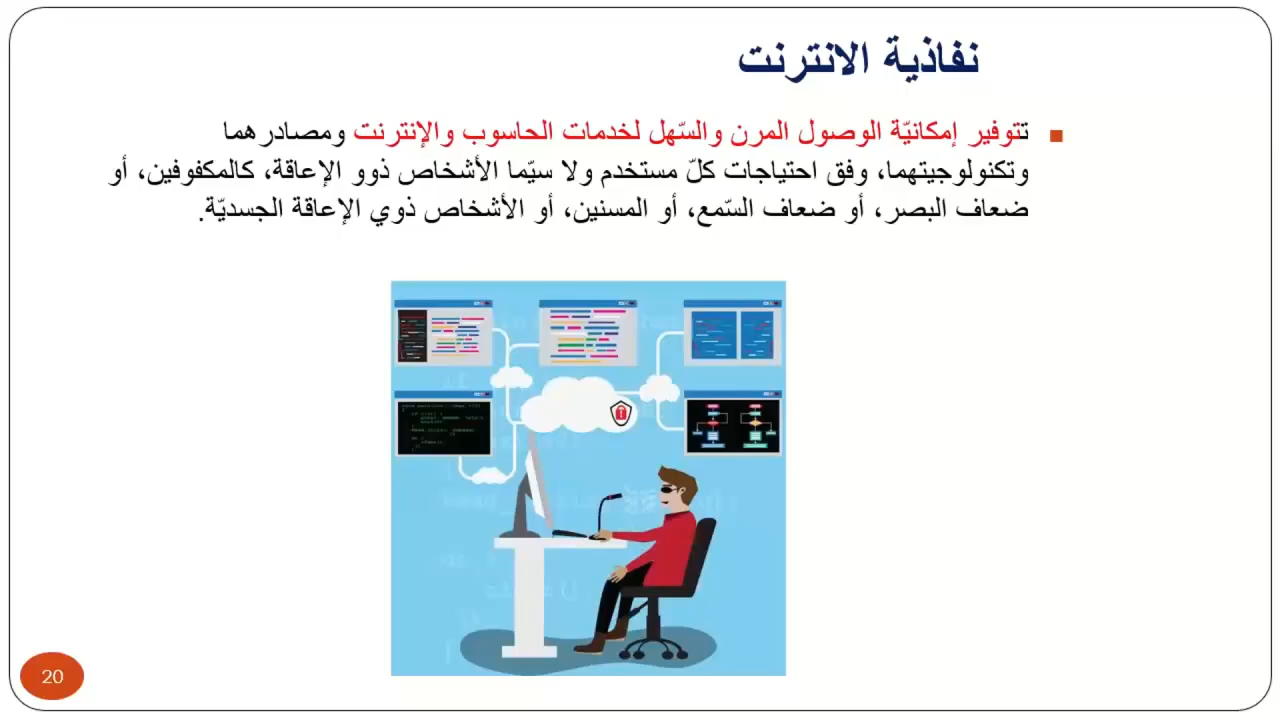 نفاذية الانترنت
تتوفير إمكانيّة الوصول المرن والسّهل لخدمات الحاسوب والإنترنت ومصادرهما
وتكنولوجيتهما، وفق احتياجات كلّ مستخدم ولا سيّما الأشخاص ذوو الإعاقة، كالمكفوفين، أو
ضعاف البصر، أو ضعاف السّمع، أو المسنين، أو الأشخاص ذوي الإعاقة الجسديّة.
20